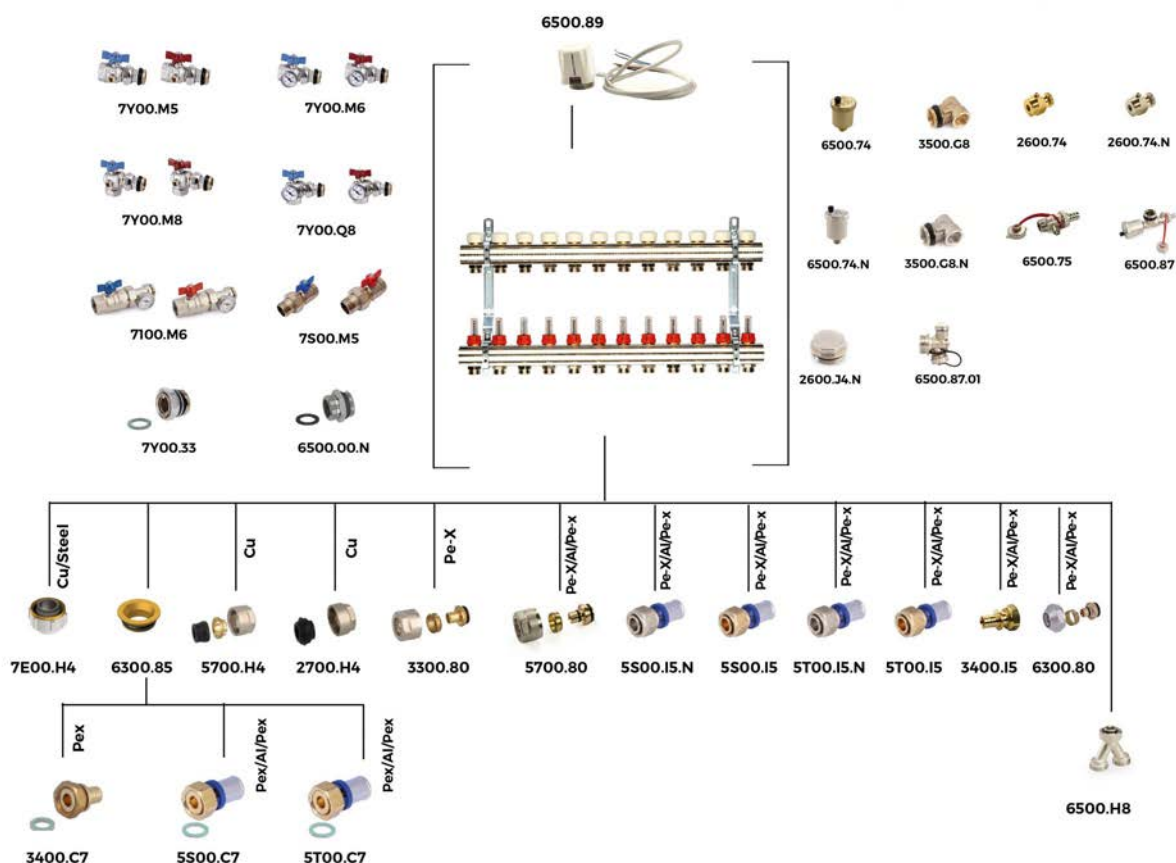 6500.89
7Y00.M5
7Y00.M6
7Y00.M8
7Y00.Q8
7100.M6
7S00.M5
7Y00.33
6500.00.N
6500.74
3500.G8
2600.74
2600.74.N
6500.74.N
3500.G8.N
6500.75
6500.87
2600.J4.N
6500.87.01
Cu/Steel
Cu
Cu
Pe-X
Pe-X/Al/Pe-x
Pe-X/Al/Pe-x
Pe-X/Al/Pe-x
Pe-X/Al/Pe-x
Pe-X/Al/Pe-x
Pe-X/Al/Pe-x
Pe-X/Al/Pe-x
7E00.H4
6300.85
5700.H4
2700.H4
3300.80
5700.80
5S00.I5.N
5S00.I5
5T00.I5.N
5T00.I5
3400.I5
6300.80
Pex
Pex/Al/Pex
Pex/Al/Pex
3400.C7
5S00.C7
5T00.C7
6500.H8